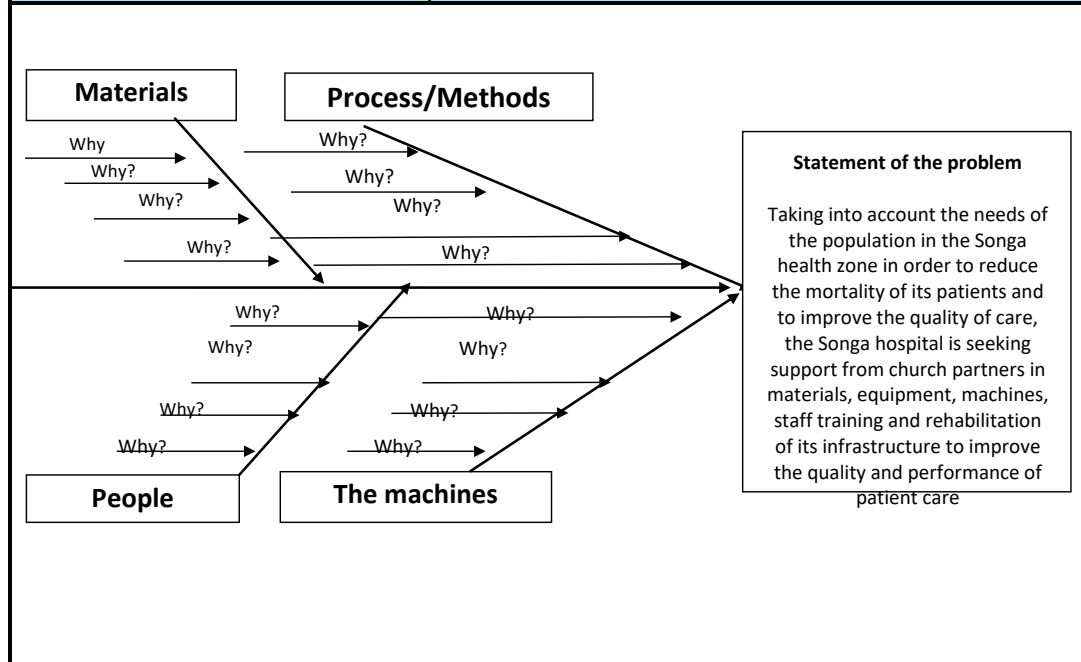 Materials
Process/Methods
Why
Why?
Why?
Why?
Why?
Why?
Why?
Why?
Statement of the problem
Taking into account the needs of
the population in the Songa
health zone in order to reduce
the mortality of its patients and
to improve the quality of care,
the Songa hospital is seeking
support from church partners in
materials, equipment, machines,
staff training and rehabilitation
of its infrastructure to improve
the quality and performance of
patient care
Why?
Why?
Why?
Why?
Why?
Why?
Why?
Why?
People
The machines